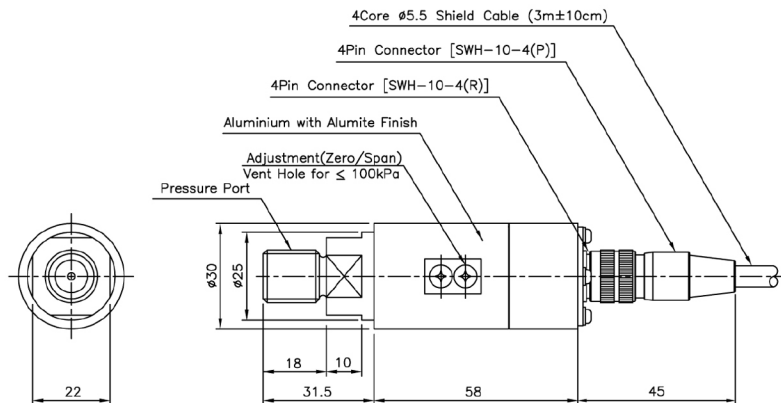 4Core ø5.5 Shield Cable (3m±10cm)
4Pin Connector [SWH-10-4(P)]
4Pin Connector [SWH-10-4(R)]
Aluminium with Alumite Finish
Adjustment(Zero/Span)
Vent Hole for ≤ 100kPa
Pressure Port
ø30
ø25
18
10
22
31.5
58
45